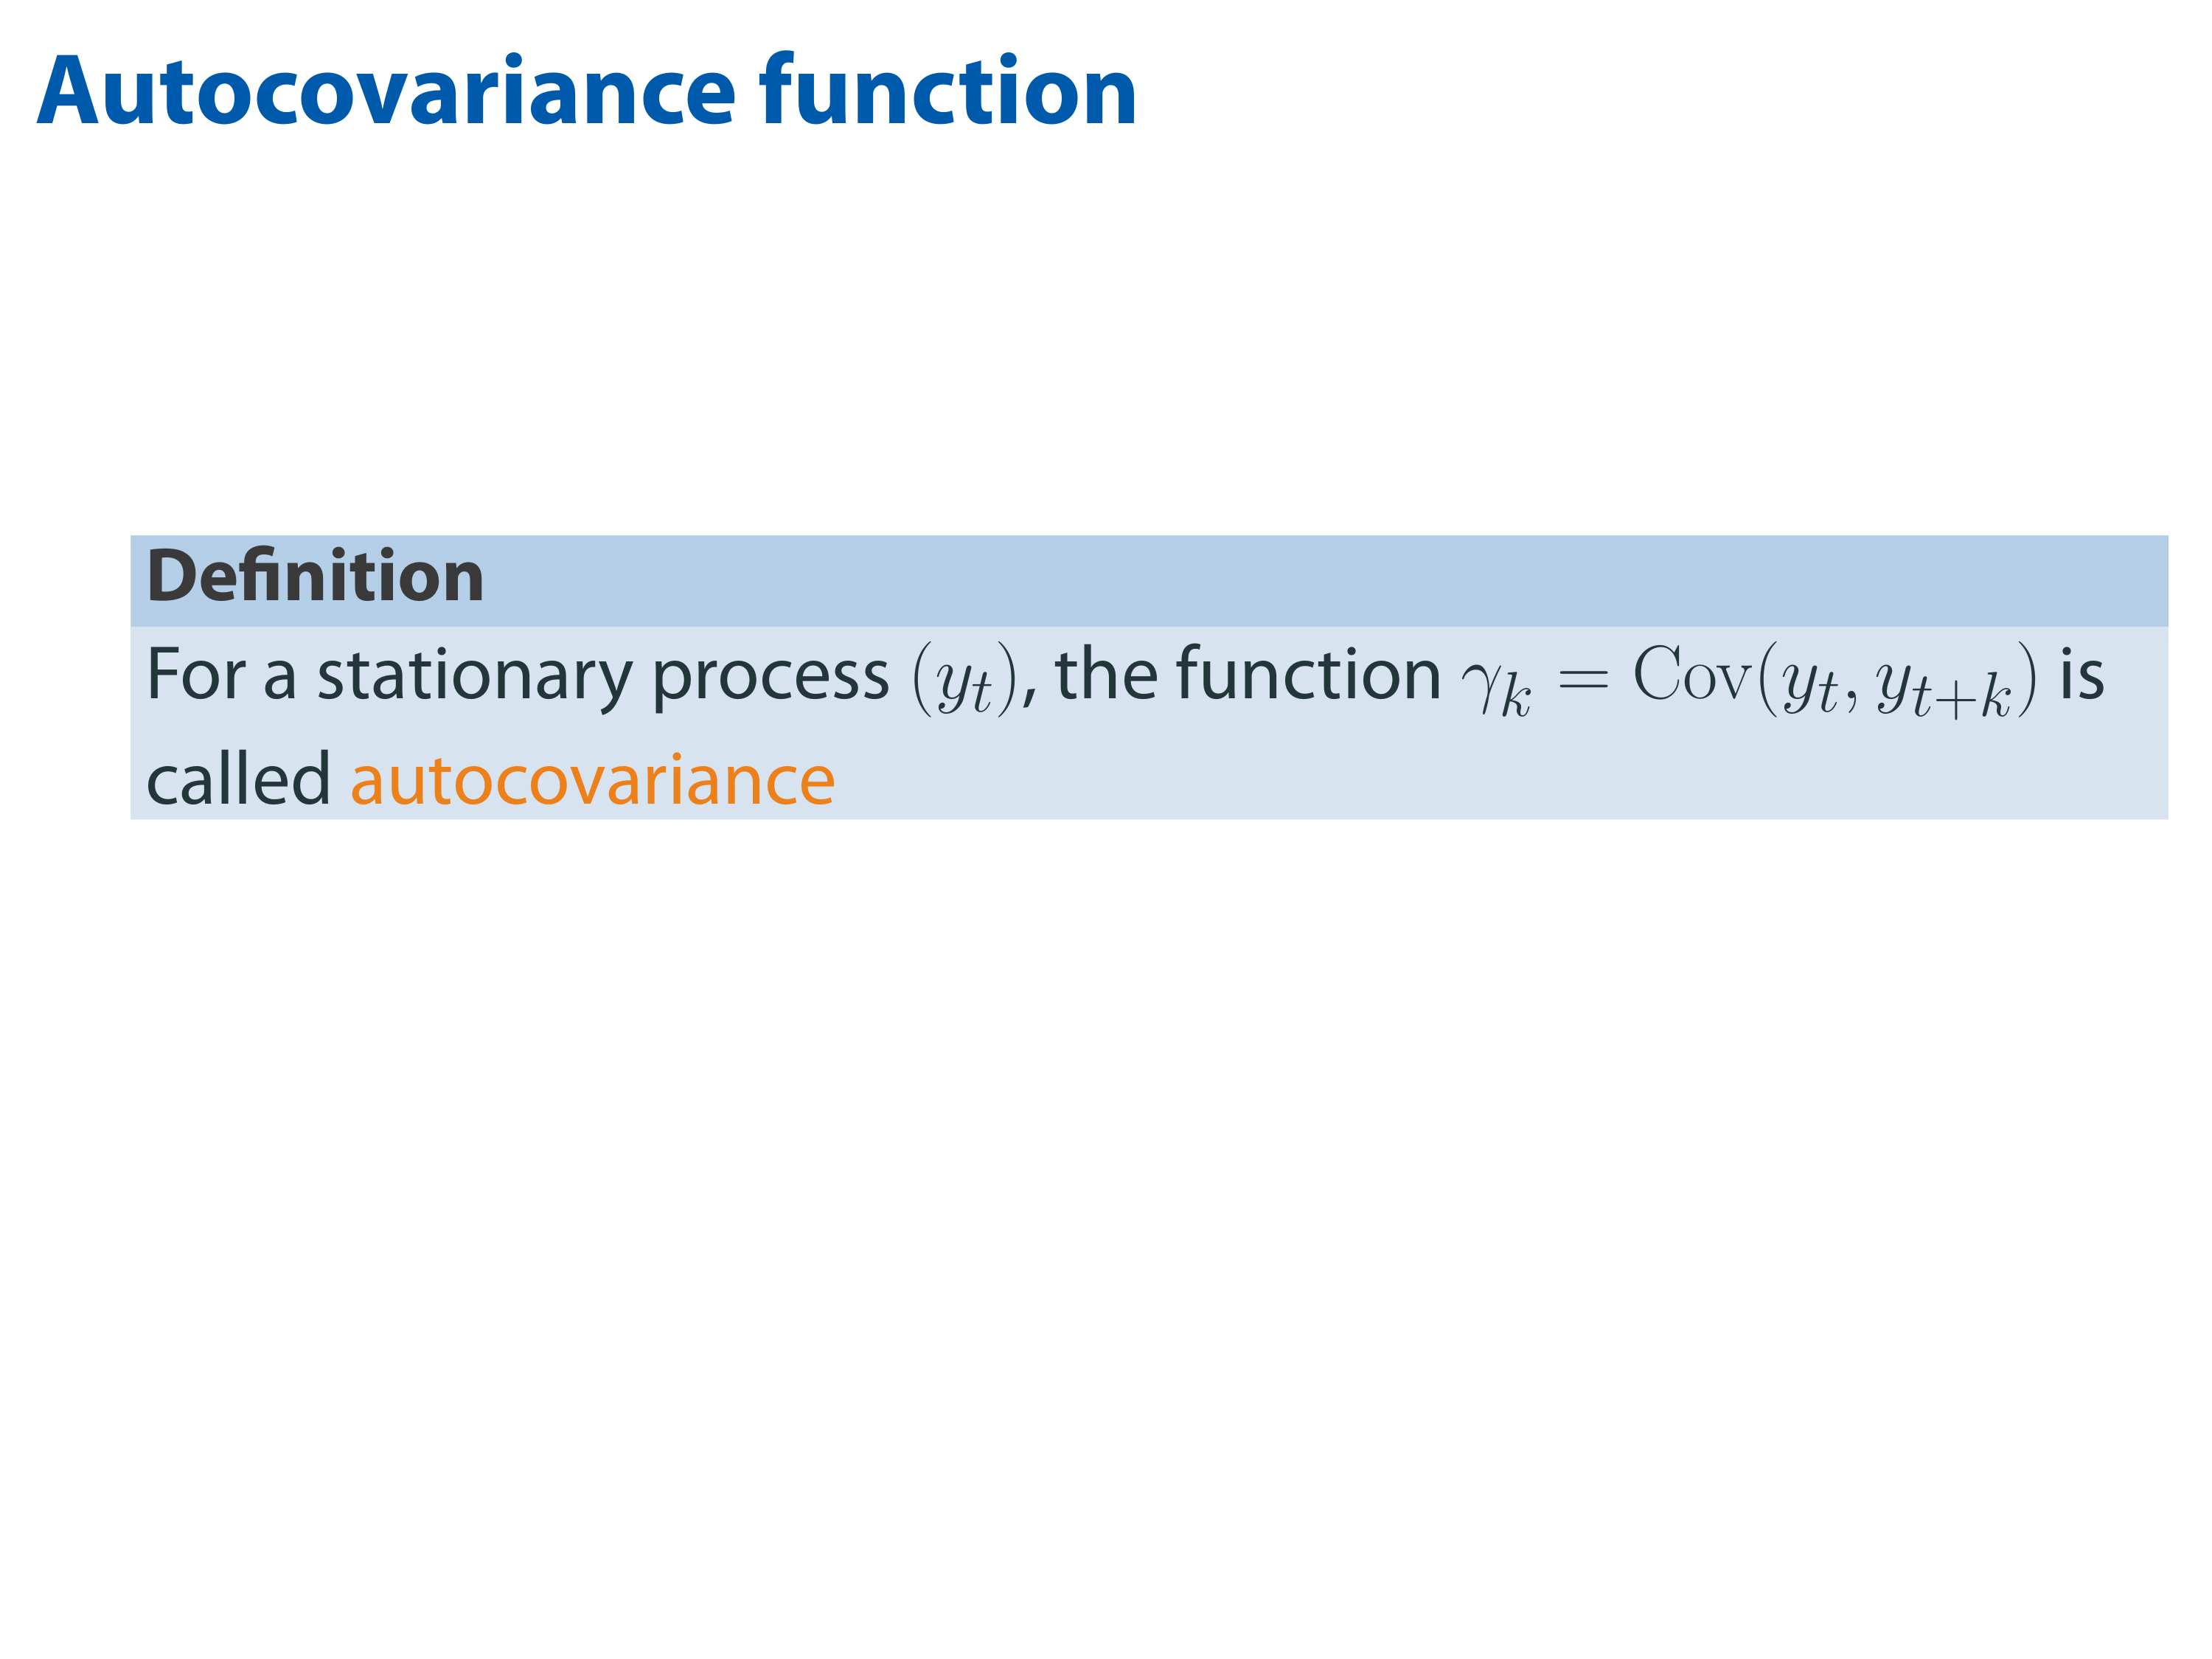 Autocovariance function
Definition
For a stationary process (y_t), the function γ_k = Cov(y_t, y_{t+k}) is
called autocovariance